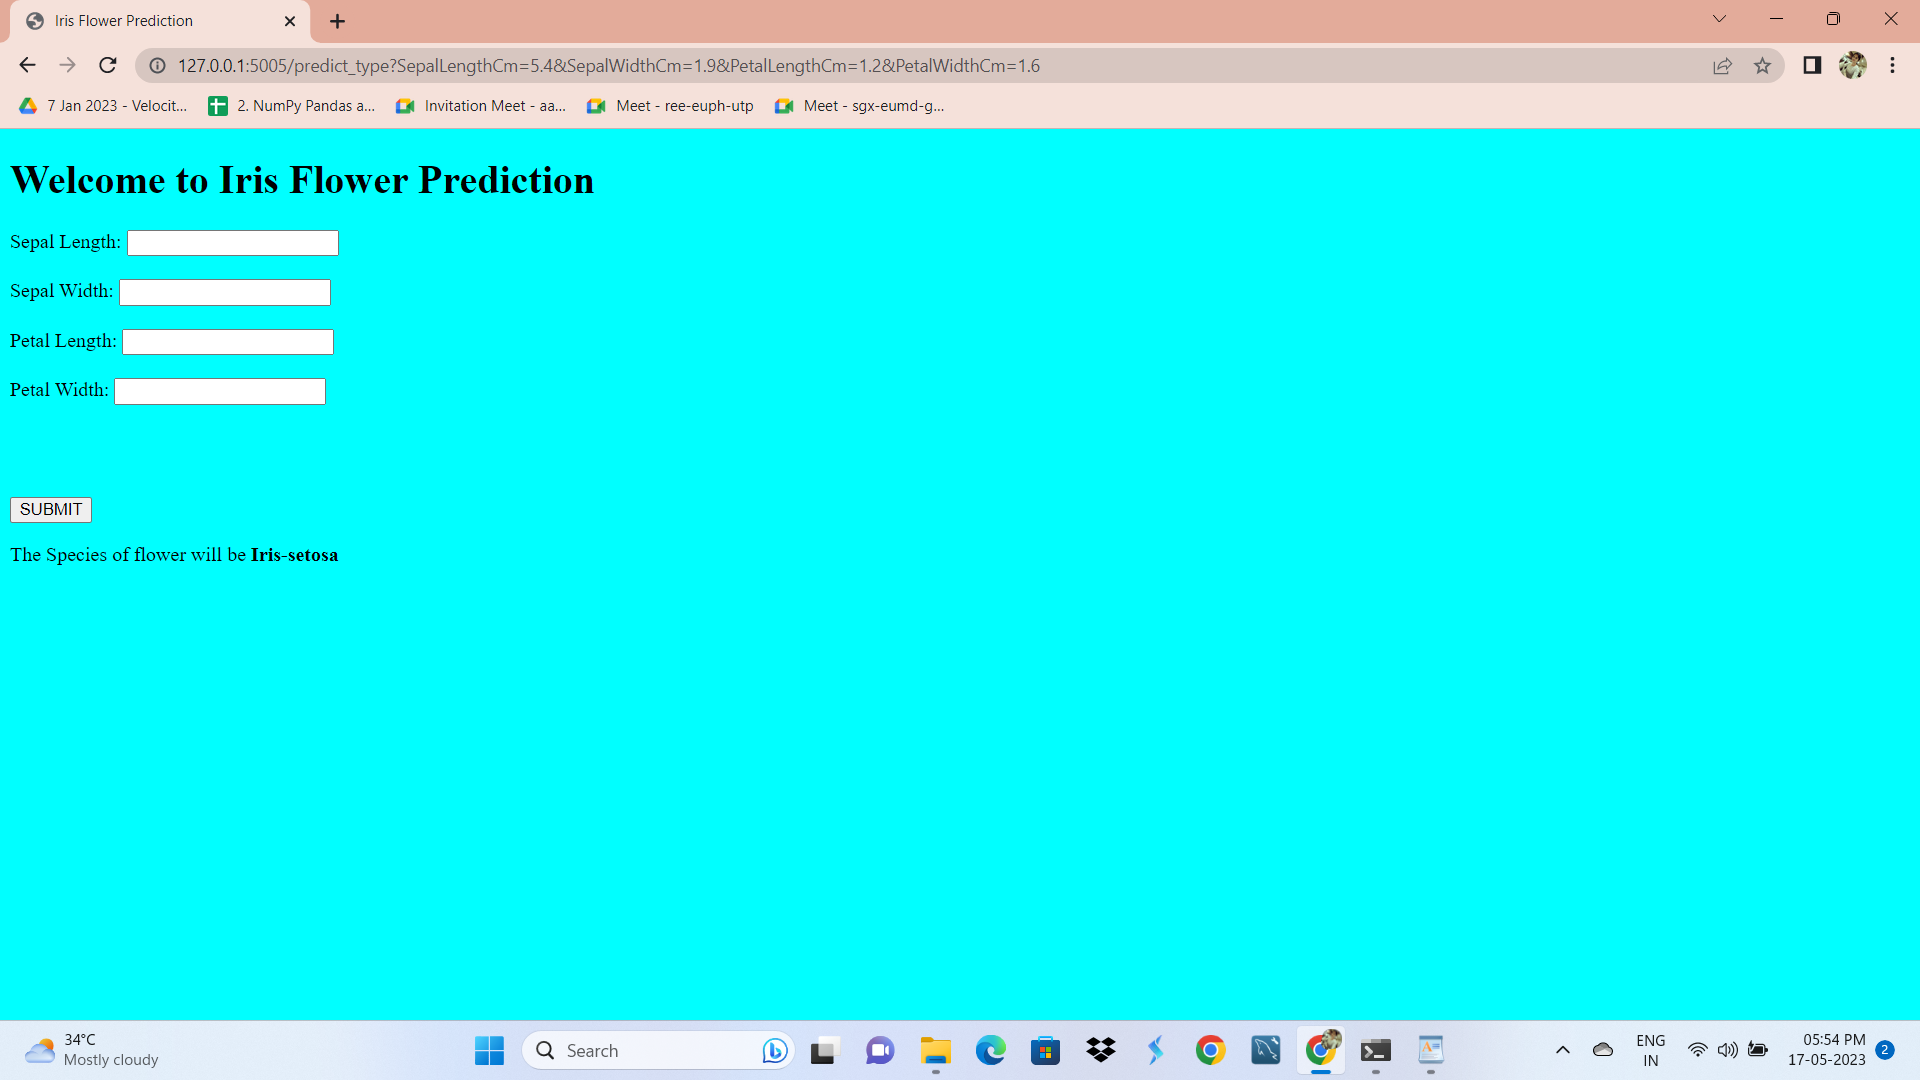 Iris Flower Prediction
127.0.0.1:5005/predict_type?SepalLengthCm=5.4&SepalWidthCm=1.9&PetalLengthCm=1.2&PetalWidthCm=1.6
7 Jan 2023 - Velocit...
2. NumPy Pandas a...
Invitation Meet - aa...
Meet - ree-euph-utp
Meet - sgx-eumd-g...
Welcome to Iris Flower Prediction
Sepal Length:
Sepal Width:
Petal Length:
Petal Width:
SUBMIT
The Species of flower will be Iris-setosa
34°C
Mostly cloudy
Search
ENG
IN
05:54 PM
17-05-2023
2